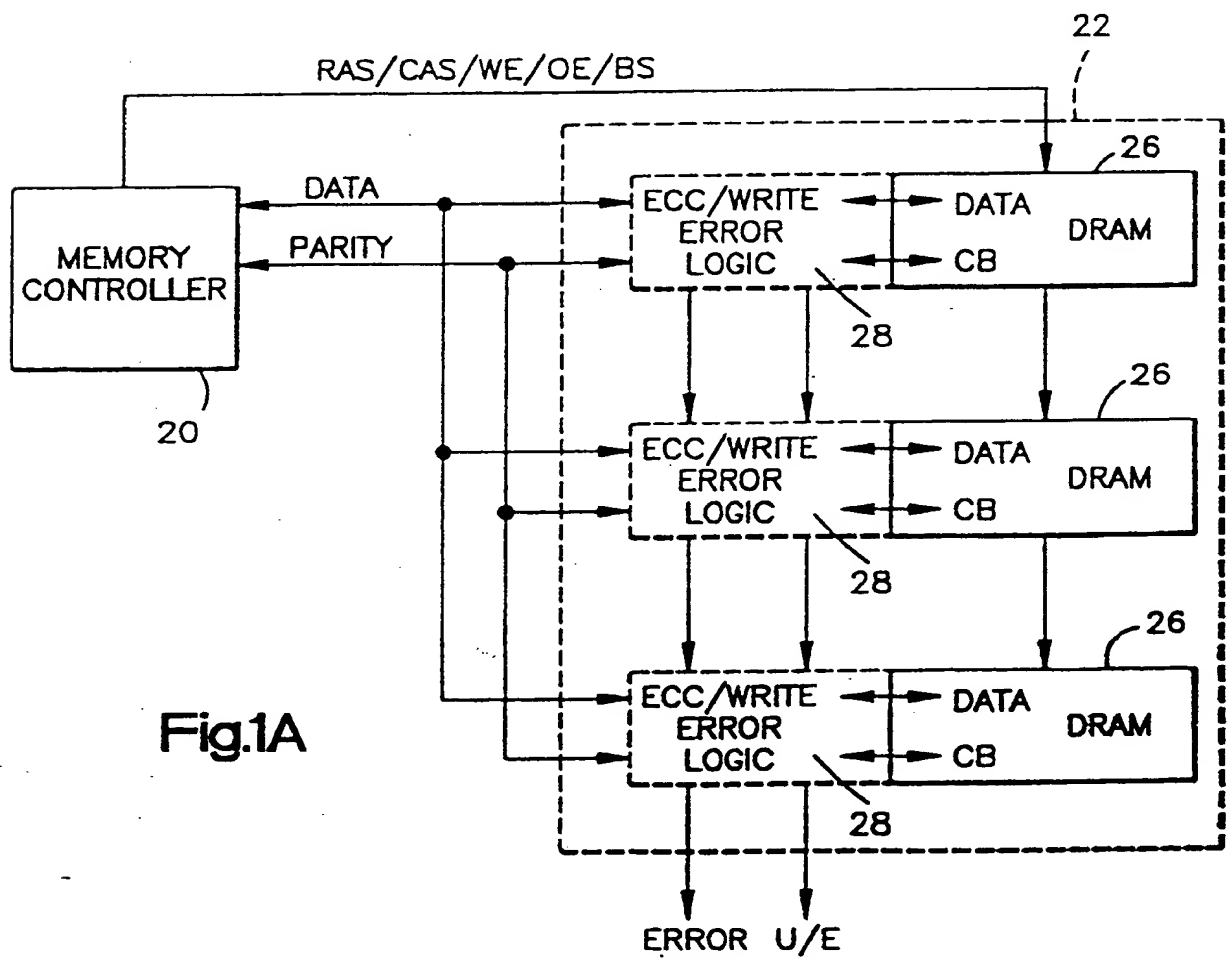 22
RAS/CAS/WE/OE/BS
26
DATA
PARITY
MEMORY
CONTROLLER
20
ECC/WRITE
ERROR
LOGIC
DATA
DRAM
CB
28
26
ECC/WRITE
ERROR
LOGIC
DATA
DRAM
CB
28
26
ECC/WRITE
ERROR
LOGIC
DATA
DRAM
CB
28
Fig.1A
ERROR U/E